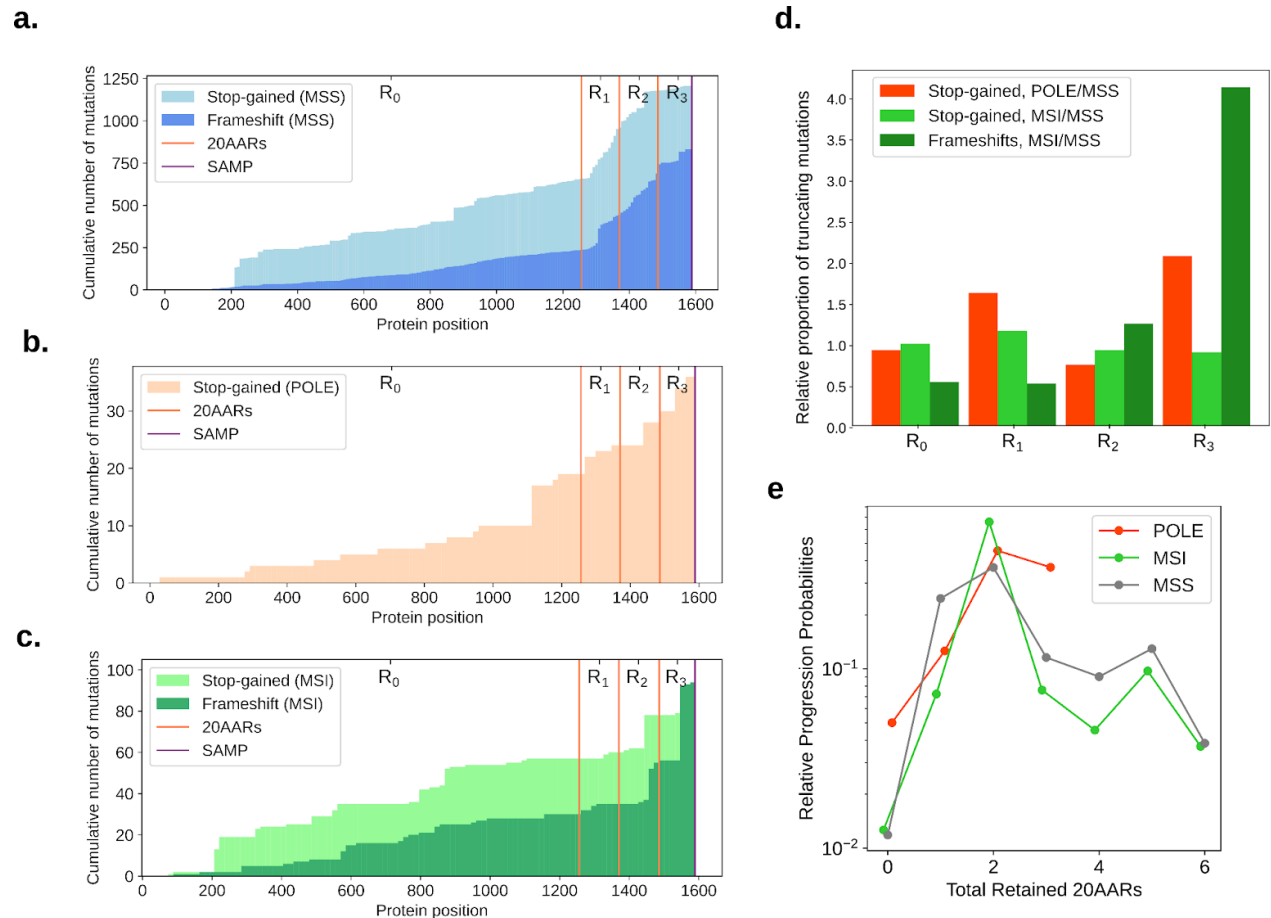 a.
1250
1000
750
500
250
0
Cumulative number of mutations
Stop-gained (MSS)
Frameshift (MSS)
20AARs
SAMP
R0
R1
R2
R3
0 200 400 600 800 1000 1200 1400 1600
Protein position
b.
30
20
10
0
Cumulative number of mutations
Stop-gained (POLE)
20AARs
SAMP
R0
R1
R2
R3
0 200 400 600 800 1000 1200 1400 1600
Protein position
c.
100
80
60
40
20
0
Cumulative number of mutations
Stop-gained (MSI)
Frameshift (MSI)
20AARs
SAMP
R0
R1
R2
R3
0 200 400 600 800 1000 1200 1400 1600
Protein position
d.
4.0
3.5
3.0
2.5
2.0
1.5
1.0
0.5
0.0
Relative proportion of truncating mutations
Stop-gained, POLE/MSS
Stop-gained, MSI/MSS
Frameshifts, MSI/MSS
R0 R1 R2 R3
e
10−1
10−2
Relative Progression Probabilities
POLE
MSI
MSS
0 2 4 6
Total Retained 20AARs